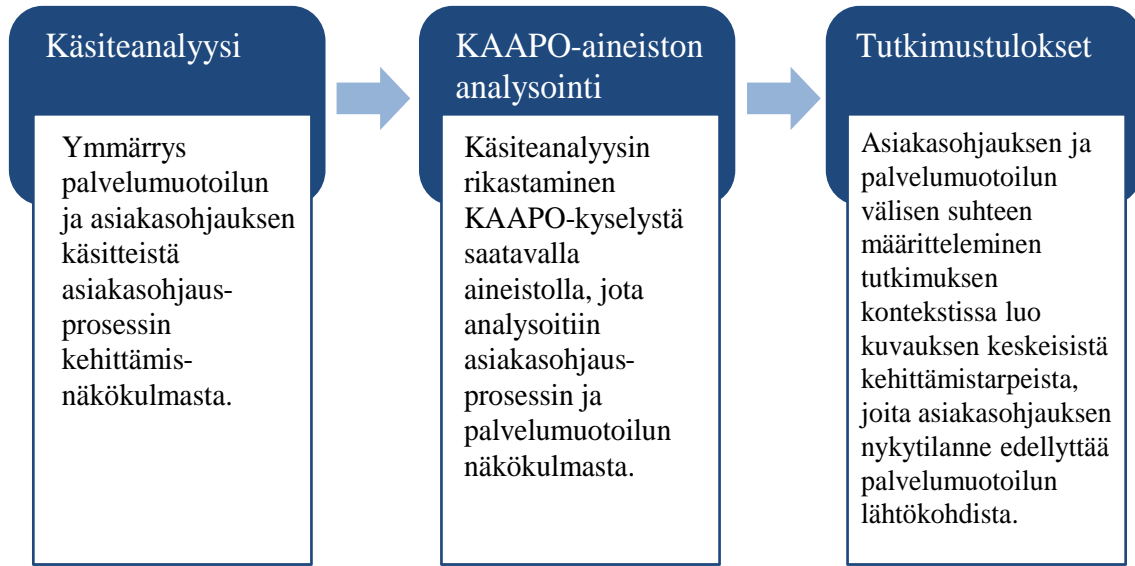 Käsiteanalyysi
Ymmärrys
palvelumuotoilun
ja asiakasohjauksen
käsitteistä
asiakasohjaus-
prosessin
kehittämis-
näkökulmasta.
KAAPO-aineiston
analysointi
Käsiteanalyysin
rikastaminen
KAAPO-kyselystä
saatavalla
aineistolla, jota
analysoitiin
asiakasohjaus-
prosessin ja
palvelumuotoilun
näkökulmasta.
Tutkimustulokset
Asiakasohjauksen ja
palvelumuotoilun
välisen suhteen
määritteleminen
tutkimuksen
kontekstissa luo
kuvauksen keskeisistä
kehittämistarpeista,
joita asiakasohjauksen
nykytilanne edellyttää
palvelumuotoilun
lähtökohdista.